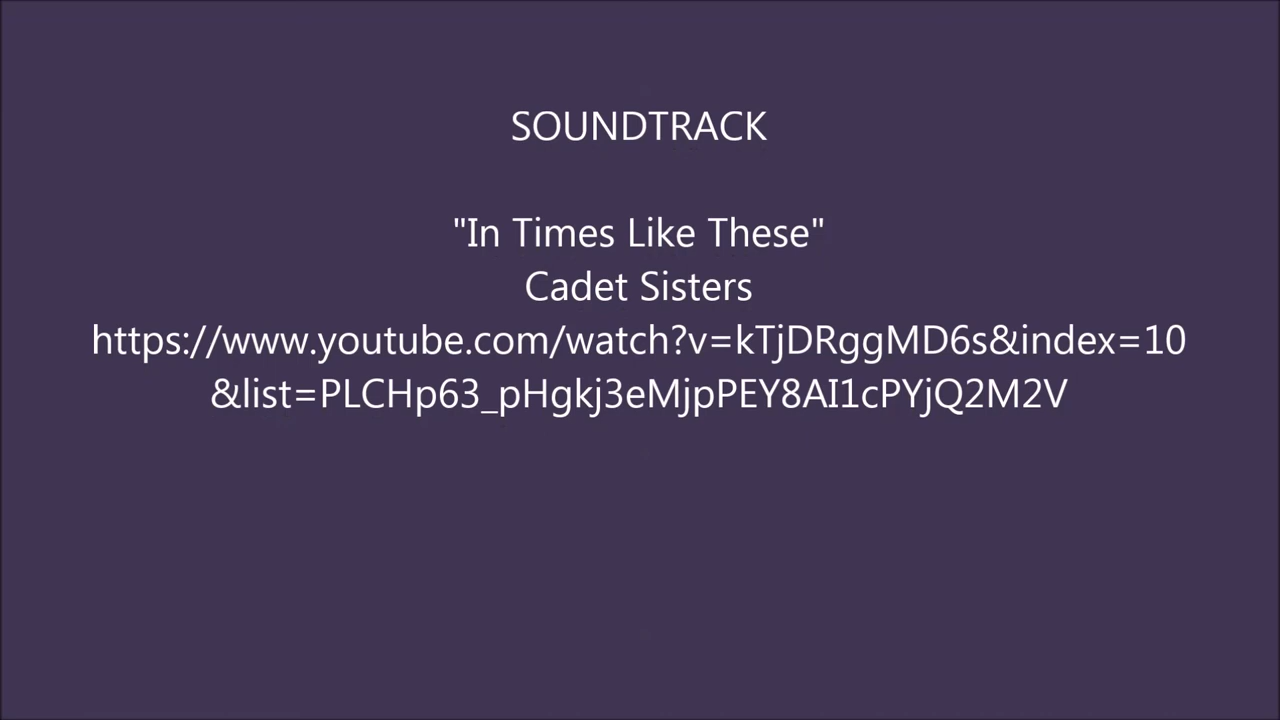 SOUNDTRACK
"In Times Like These"
Cadet Sisters
https://www.youtube.com/watch?v=kTjDRggMD6s&index=10
&list=PLCHp63_pHgkj3eMjpPEY8AI1cPYjQ2M2V